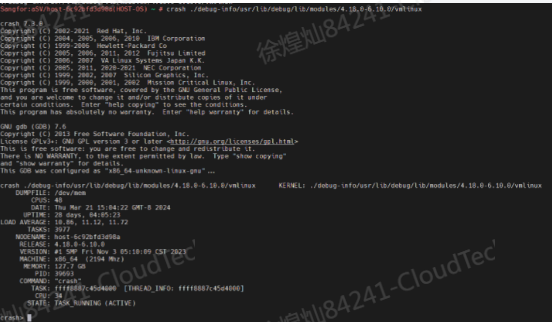 Sangfor:aSV/host-6c92bfd3d98a(HOST-OS) ~ # crash ./debug-info/usr/lib/debug/lib/modules/4.18.0-6.10.0/vmlinux
crash 7.3.0
Copyright (C) 2002-2021  Red Hat, Inc.
Copyright (C) 2004, 2005, 2006, 2010  IBM Corporation
Copyright (C) 1999-2006  Hewlett-Packard Co
Copyright (C) 2005, 2006, 2011, 2012  Fujitsu Limited
Copyright (C) 2006, 2007  VA Linux Systems Japan K.K.
Copyright (C) 2005, 2011, 2020-2021  NEC Corporation
Copyright (C) 1999, 2002, 2007  Silicon Graphics, Inc.
Copyright (C) 1999, 2000, 2001, 2002  Mission Critical Linux, Inc.
This program is free software, covered by the GNU General Public License,
and you are welcome to change it and/or distribute copies of it under
certain conditions.  Enter "help copying" to see the conditions.
This program has absolutely no warranty.  Enter "help warranty" for details.
GNU gdb (GDB) 7.6
Copyright (C) 2013 Free Software Foundation, Inc.
License GPLv3+: GNU GPL version 3 or later <http://gnu.org/licenses/gpl.html>
This is free software: you are free to change and redistribute it.
There is NO WARRANTY, to the extent permitted by law.  Type "show copying"
and "show warranty" for details.
This GDB was configured as "x86_64-unknown-linux-gnu"...
crash ./debug-info/usr/lib/debug/lib/modules/4.18.0-6.10.0/vmlinux      KERNEL: ./debug-info/usr/lib/debug/lib/modules/4.18.0-6.10.0/vmlinux
DUMPFILE: /dev/mem
CPUS: 48
DATE: Thu Mar 21 15:04:22 GMT-8 2024
UPTIME: 28 days, 04:05:23
LOAD AVERAGE: 10.86, 11.12, 11.72
TASKS: 3977
NODENAME: host-6c92bfd3d98a
RELEASE: 4.18.0-6.10.0
VERSION: #1 SMP Fri Nov 3 05:10:09 CST 2023
MACHINE: x86_64  (2194 Mhz)
MEMORY: 127.7 GB
PID: 39693
COMMAND: "crash"
TASK: ffff8887c45d4800  [THREAD_INFO: ffff8887c45d4800]
CPU: 34
STATE: TASK_RUNNING (ACTIVE)
crash>
徐煌灿84241-CloudTech
徐煌灿84241-CloudTech